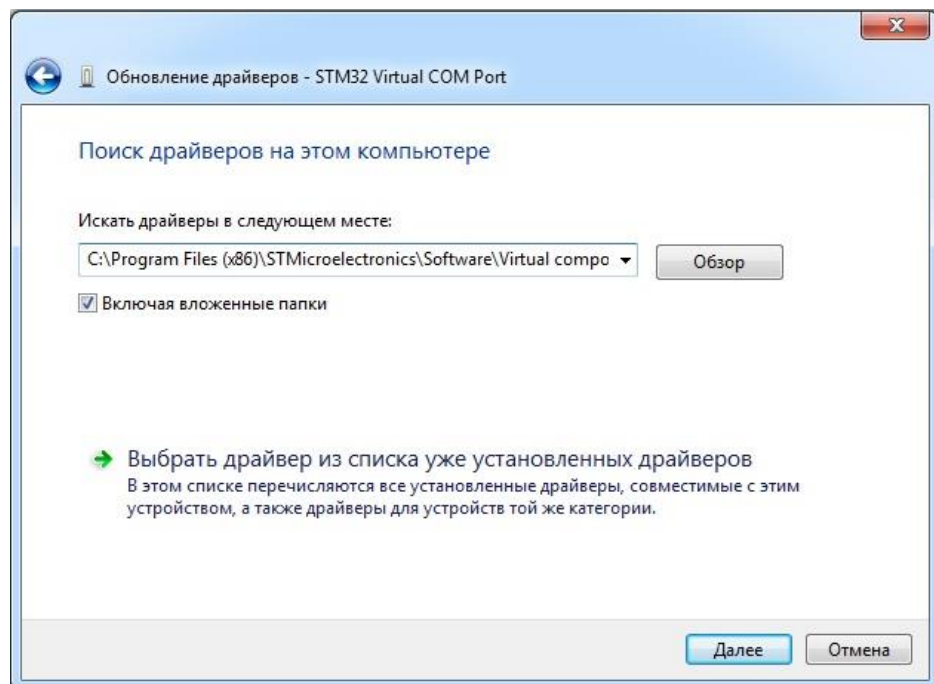 Обновление драйверов - STM32 Virtual COM Port
Поиск драйверов на этом компьютере
Искать драйверы в следующем месте:
C:\Program Files (x86)\STMicroelectronics\Software\Virtual compo
Обзор
Включая вложенные папки
Выбрать драйвер из списка уже установленных драйверов
В этом списке перечисляются все установленные драйверы, совместимые с этим
устройством, а также драйверы для устройств той же категории.
Далее
Отмена